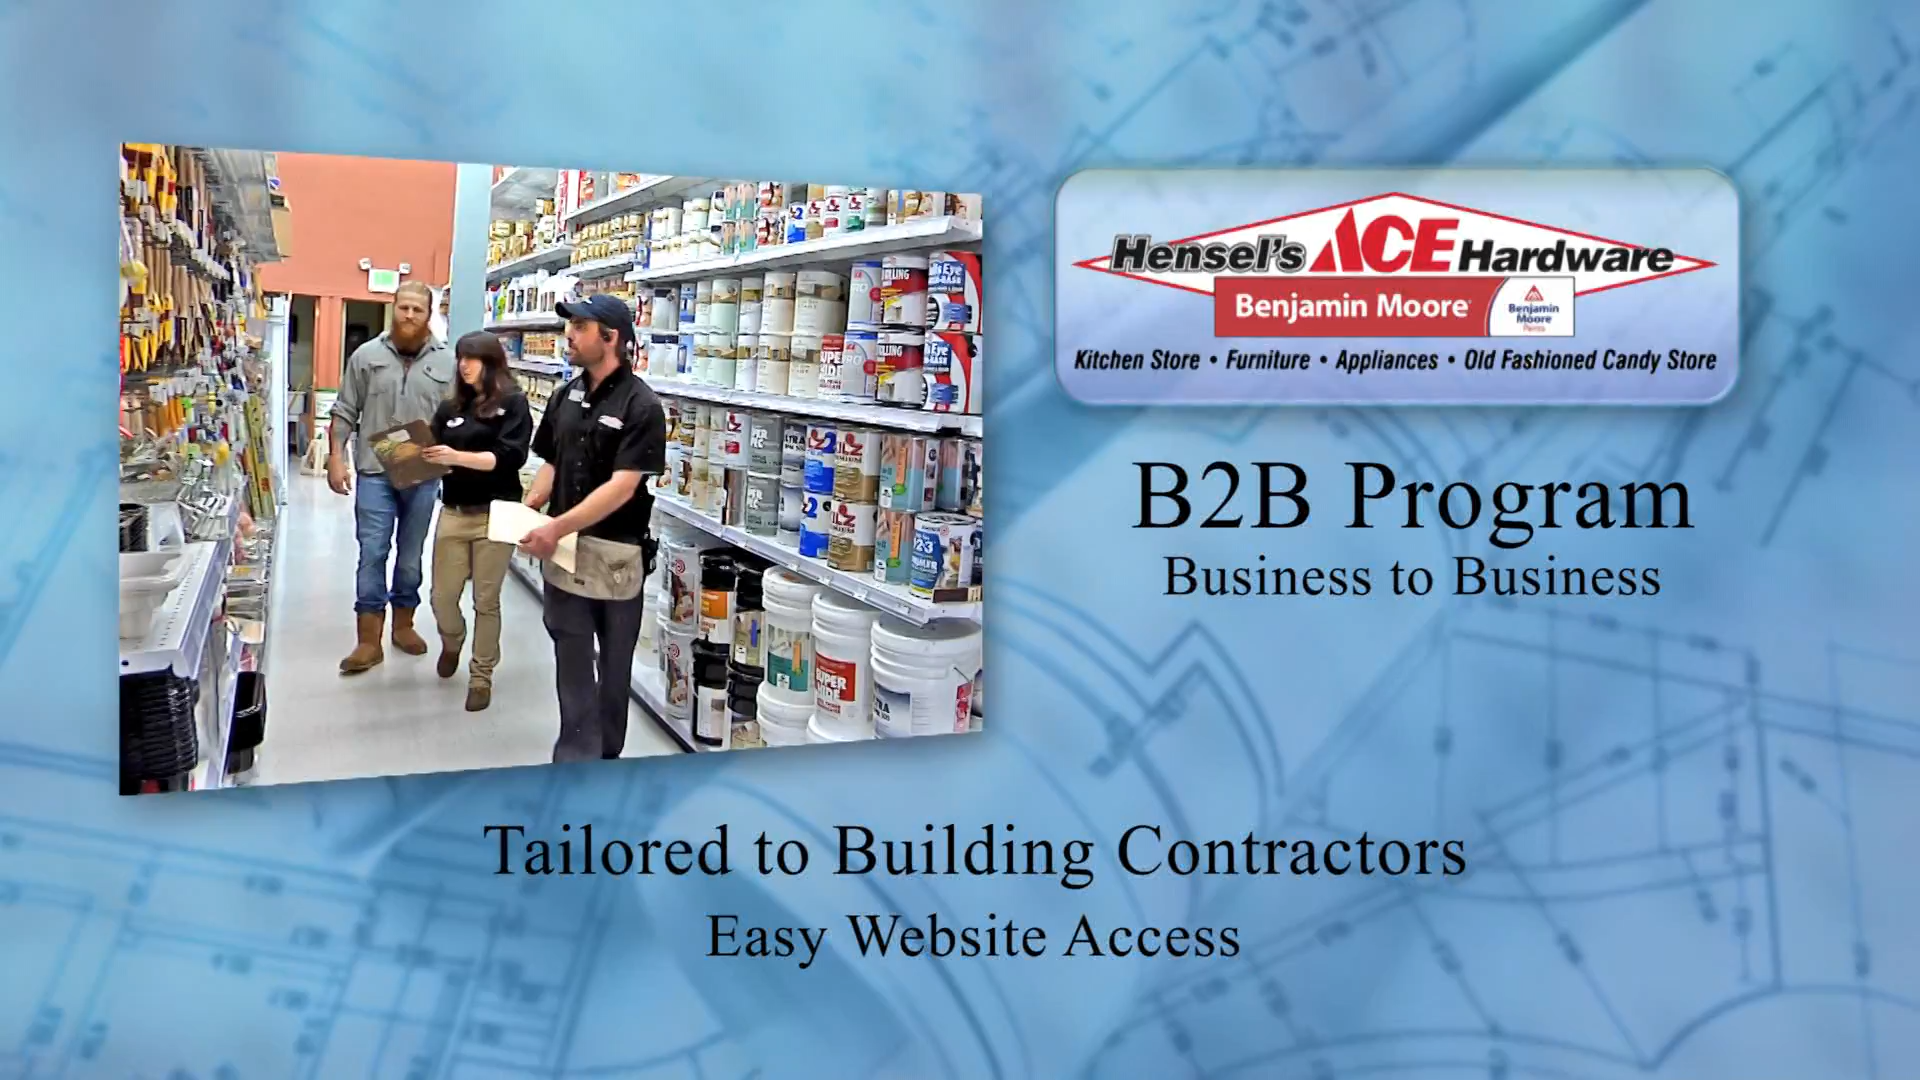 Hensel's ACE Hardware
Benjamin Moore
Benjamin
Moore
Paints
Kitchen Store • Furniture • Appliances • Old Fashioned Candy Store
B2B Program
Business to Business
Tailored to Building Contractors
Easy Website Access